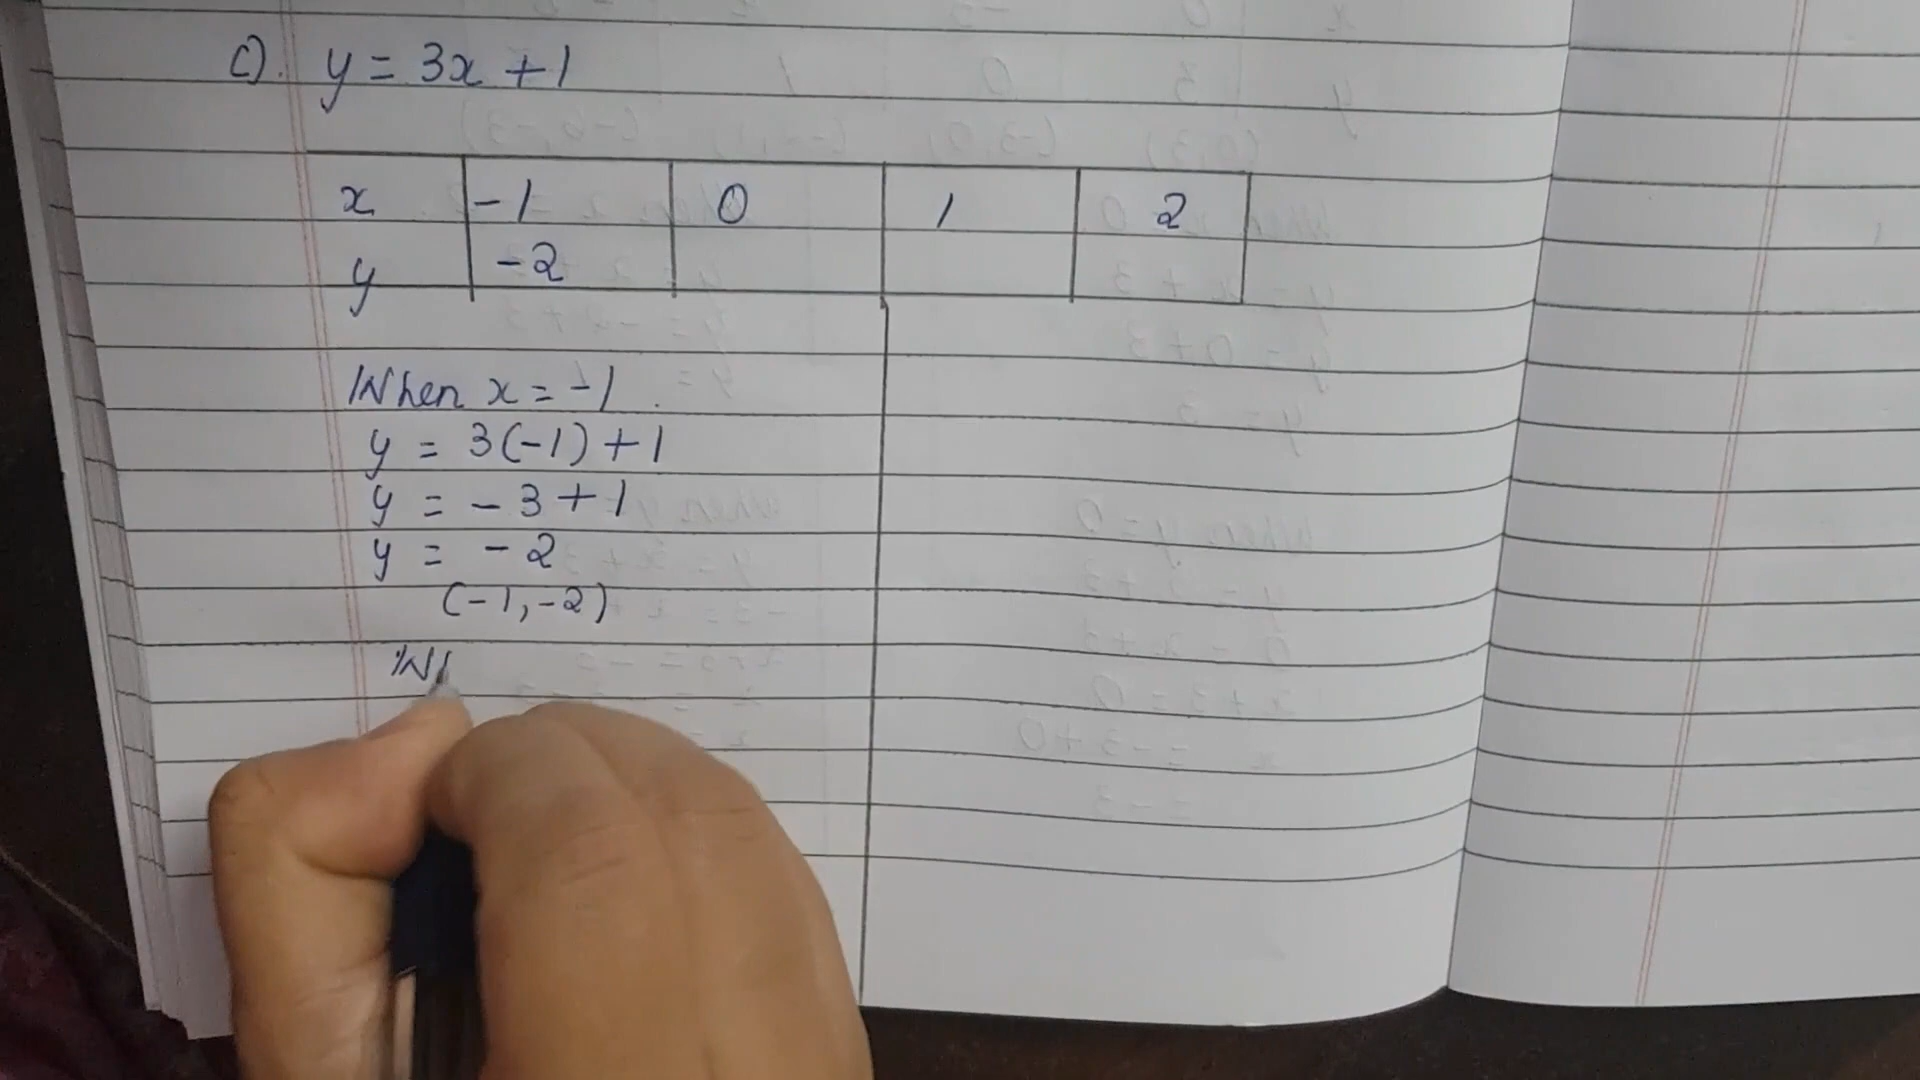 c). y = 3x + 1
x -1 0 1 2
y -2
When x = -1
y = 3(-1) + 1
y = -3 + 1
y = -2
(-1, -2)